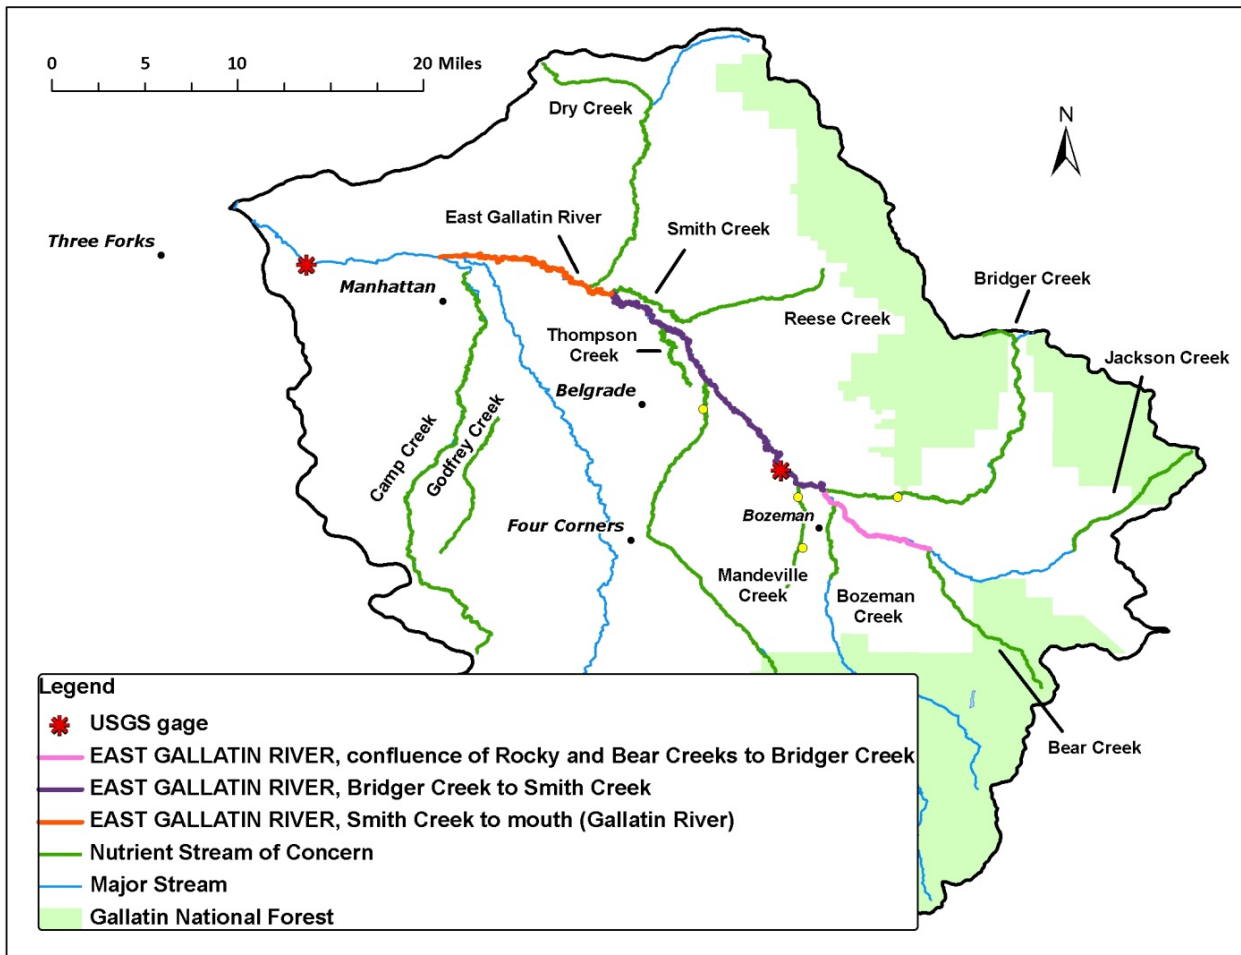 0 5 10 20 Miles
Dry Creek
N
East Gallatin River
Smith Creek
Three Forks
Bridger Creek
Manhattan
Reese Creek
Thompson
Creek
Jackson Creek
Belgrade
Camp Creek
Godfrey Creek
Four Corners
Bozeman
Mandeville
Creek
Bozeman
Creek
Bear Creek
Legend
USGS gage
EAST GALLATIN RIVER, confluence of Rocky and Bear Creeks to Bridger Creek
EAST GALLATIN RIVER, Bridger Creek to Smith Creek
EAST GALLATIN RIVER, Smith Creek to mouth (Gallatin River)
Nutrient Stream of Concern
Major Stream
Gallatin National Forest